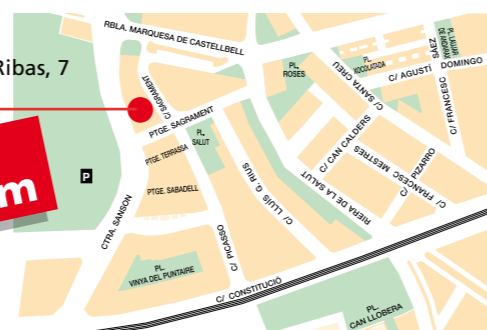 RBLA. MARQUESA DE CASTELLBELL
Ribas, 7
C/ SAGRAMENT
PTGE. SAGRAMENT
PL. SALUT
PTGE. TERRASSA
PTGE. SABADELL
P
m
CTRA. SANSON
PL.
VINYA DEL PUNTAIRE
C/ PICASSO
C/ LLUIS G. RIUS
C/ CONSTITUCIÓ
PL.
ROSES
PL.
XOCOLATADA
C/ SANTA CREU
C/ AGUSTÍ DOMINGO
C/ FRANCESC SAEZ
C/ CAN CALDERS
C/ FRANCESC MESTRES
C/ PIZARRO
RIERA DE LA SALUT
PL.
CAN LLOBERA